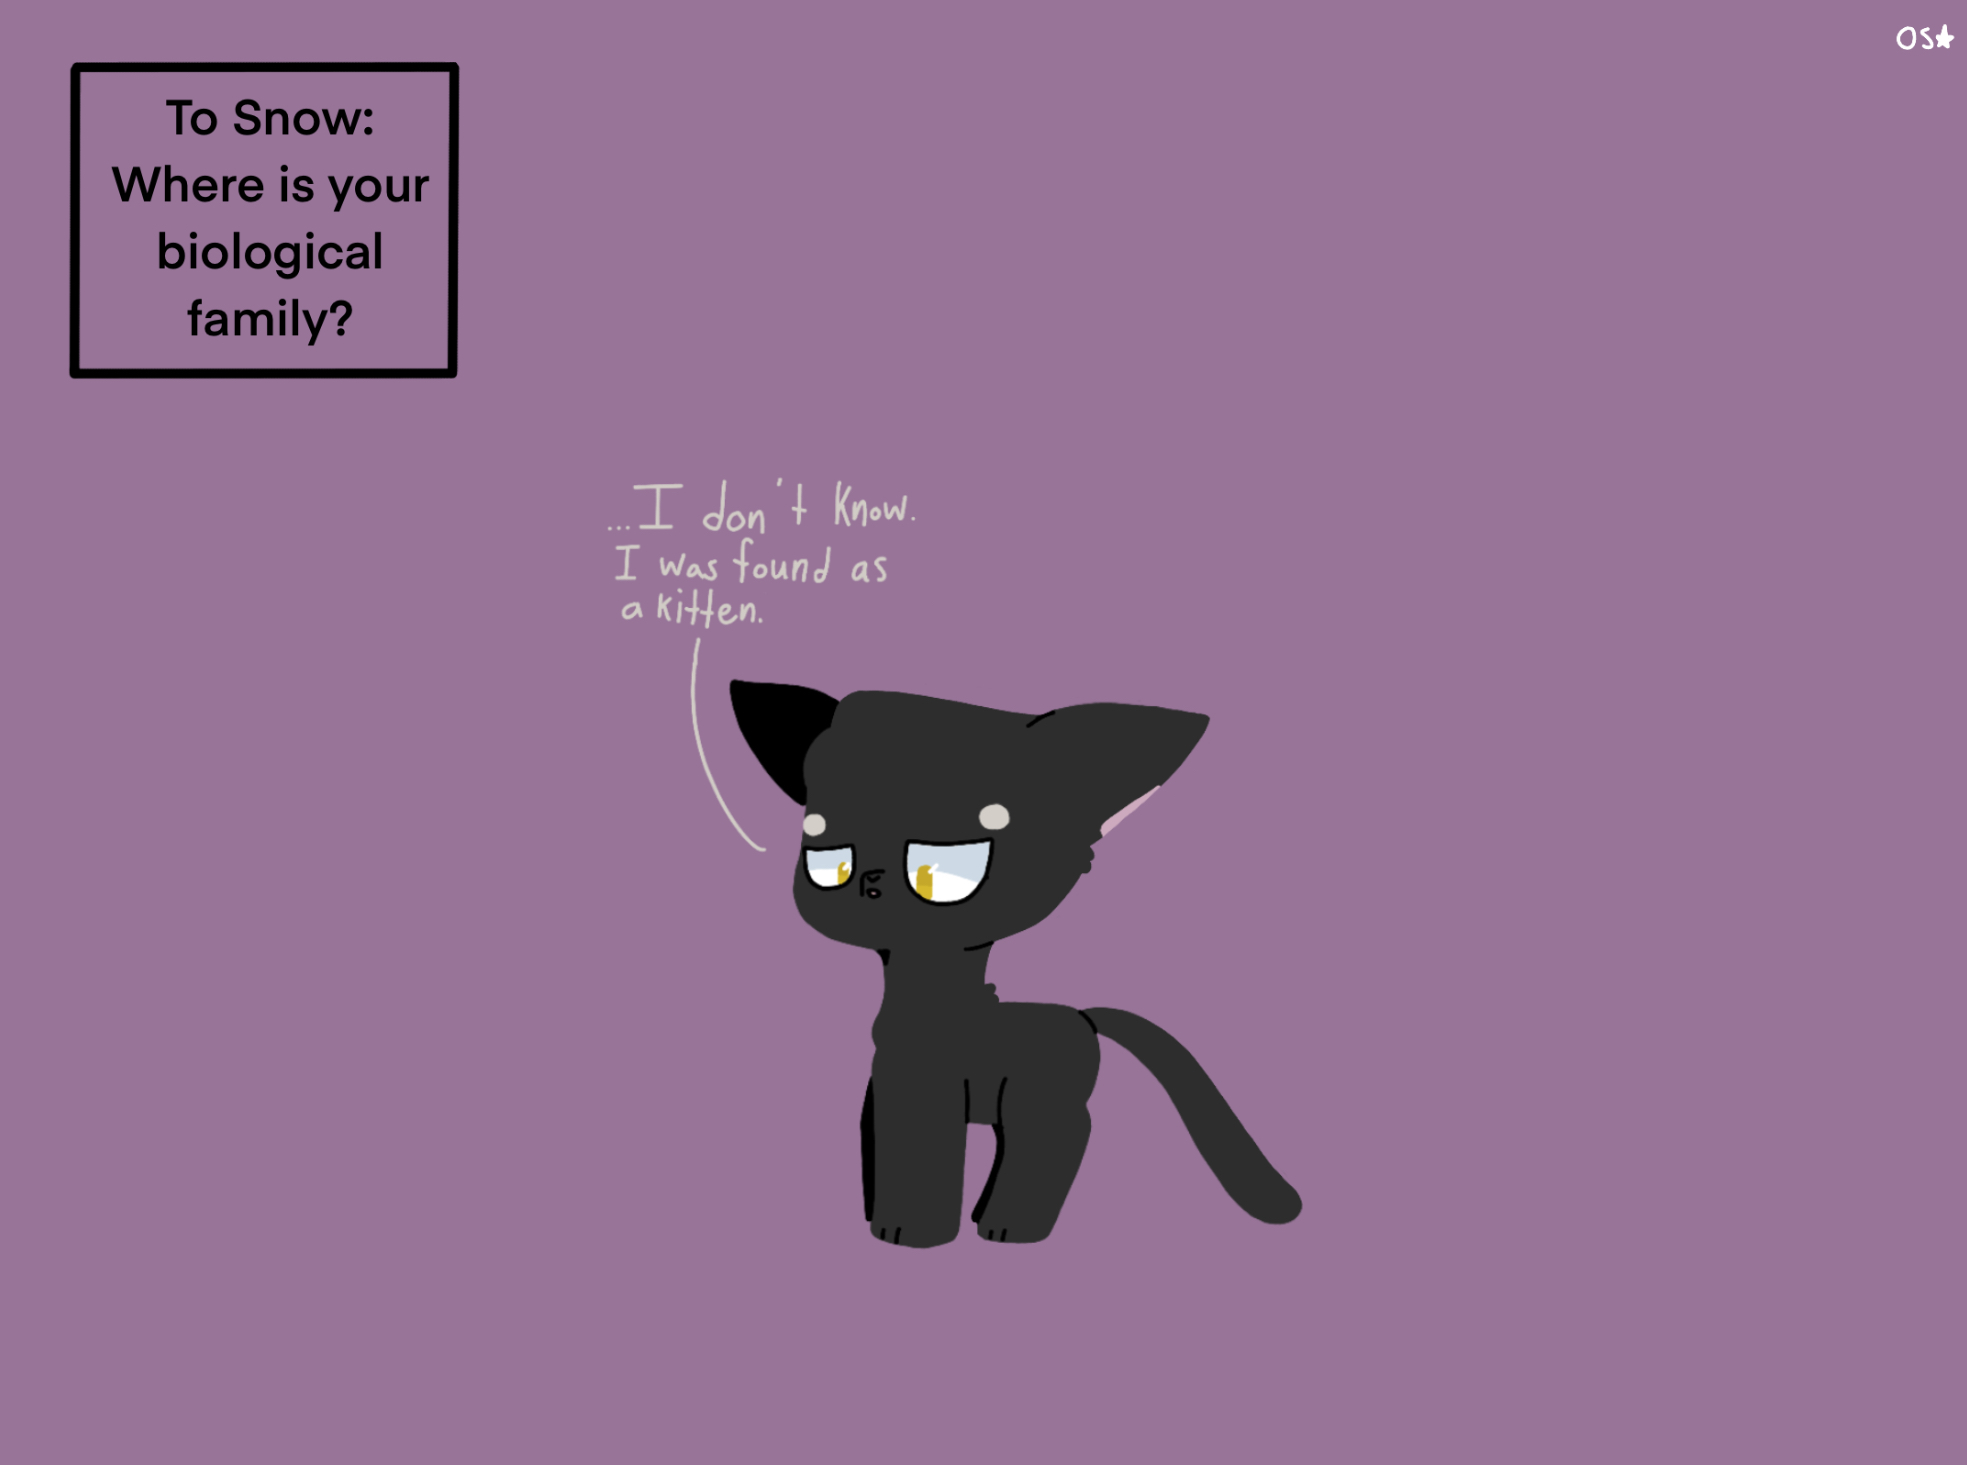 OS★
To Snow:
Where is your
biological
family?
...I don't know.
I was found as
a kitten.